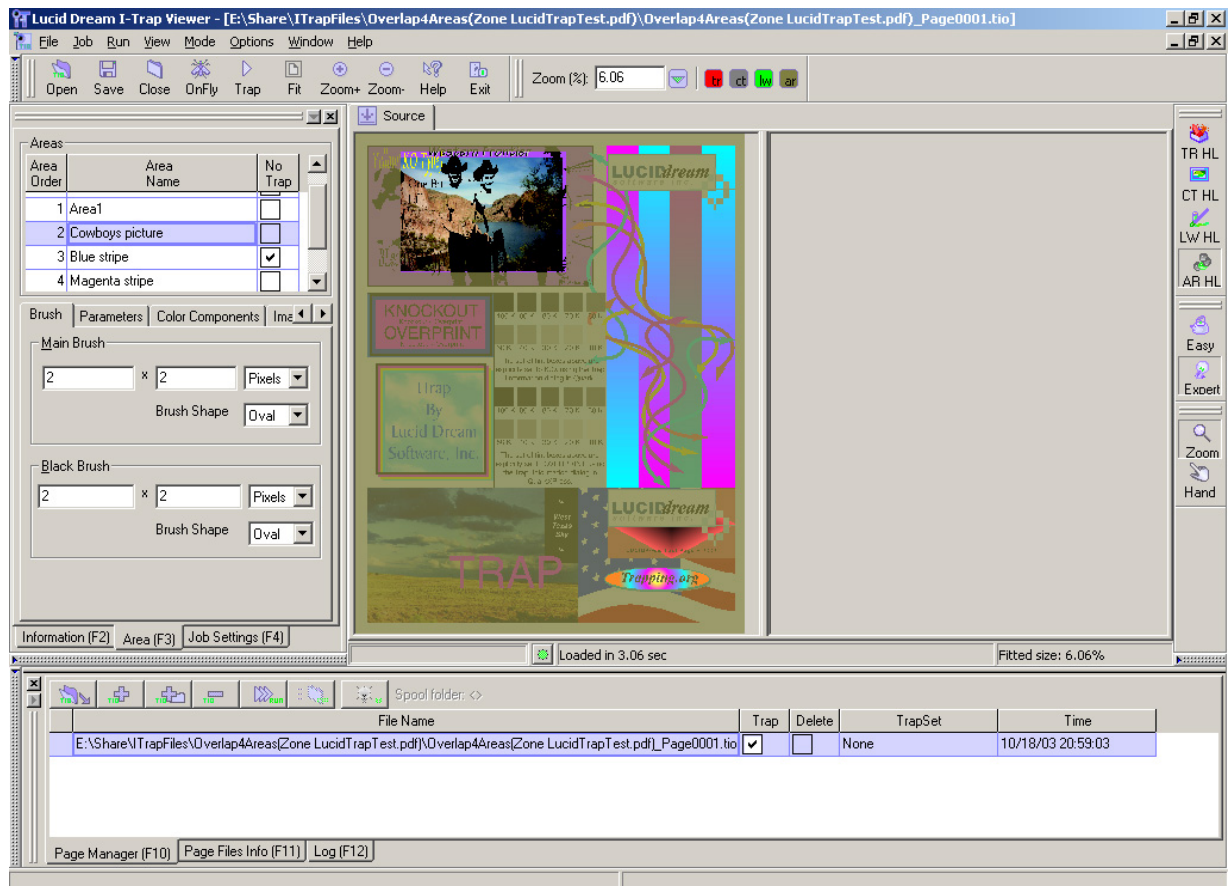 Lucid Dream I-Trap Viewer - [E:\Share\ITrapFiles\Overlap4Areas(Zone LucidTrapTest.pdf)\Overlap4Areas(Zone LucidTrapTest.pdf)_Page0001.tio]
File Job Run View Mode Options Window Help
Open Save Close OnFly Trap Fit Zoom+ Zoom- Help Exit Zoom (%): 6.06 tr ct lw ar
Source
Areas
Area Order Area Name No Trap
1 Area1
2 Cowboys picture
3 Blue stripe
4 Magenta stripe
Brush Parameters Color Components
Main Brush
2 x 2 Pixels
Brush Shape Oval
Black Brush
2 x 2 Pixels
Brush Shape Oval
Information (F2) Area (F3) Job Settings (F4)
LUCIDdream
software inc.
KNOCKOUT
OVERPRINT
ITrap
By
Lucid Dream
Software, Inc.
West
Texas
Day
TRAP
LUCIDdream
Trapping.org
TR HL
CT HL
LW HL
AR HL
Easy
Expert
Zoom
Hand
Loaded in 3.06 sec Fitted size: 6.06%
Spool folder: <>
File Name Trap Delete TrapSet Time
E:\Share\ITrapFiles\Overlap4Areas(Zone LucidTrapTest.pdf)\Overlap4Areas(Zone LucidTrapTest.pdf)_Page0001.tio None 10/18/03 20:59:03
Page Manager (F10) Page Files Info (F11) Log (F12)